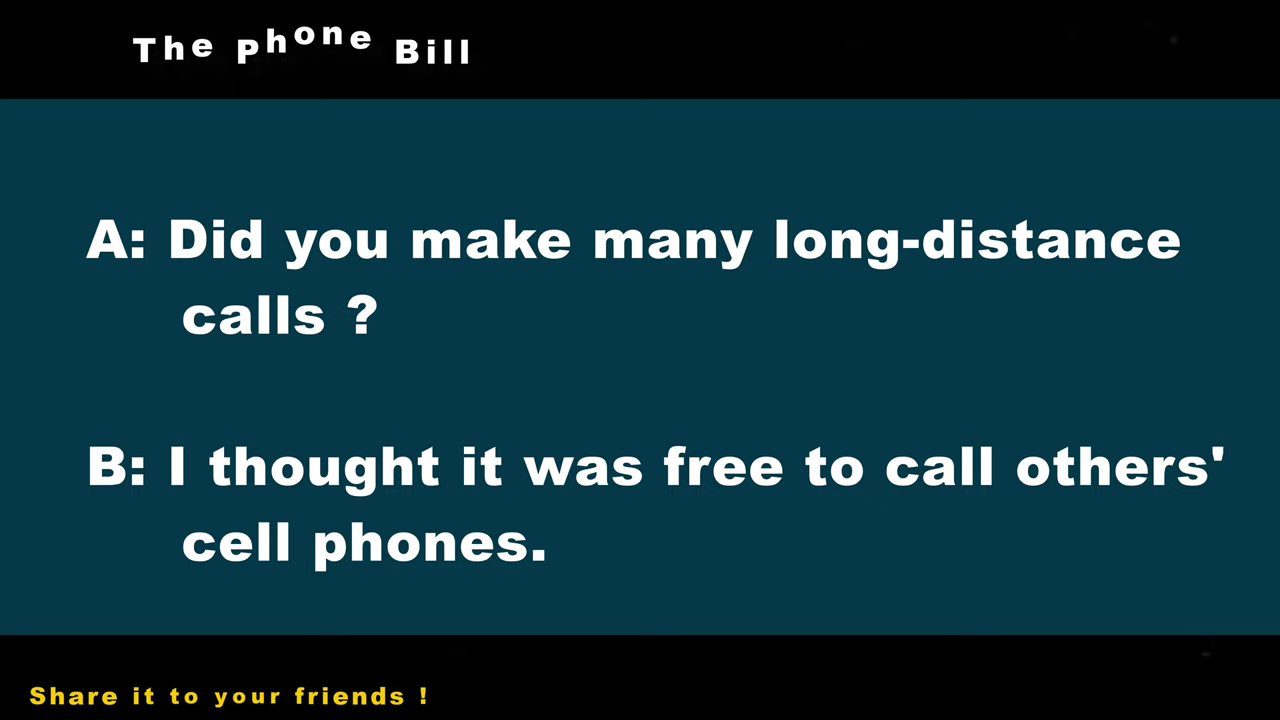 The Phone Bill
A: Did you make many long-distance
calls ?
B: I thought it was free to call others'
cell phones.
Share it to your friends !